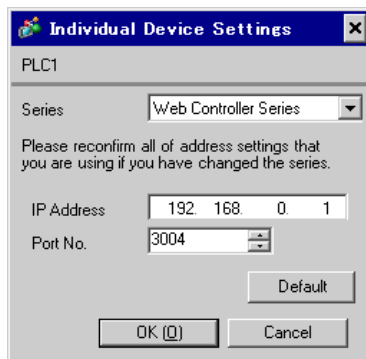 Individual Device Settings
PLC1
Series Web Controller Series
Please reconfirm all of address settings that
you are using if you have changed the series.
IP Address 192. 168. 0. 1
Port No. 3004
Default
OK (O) Cancel